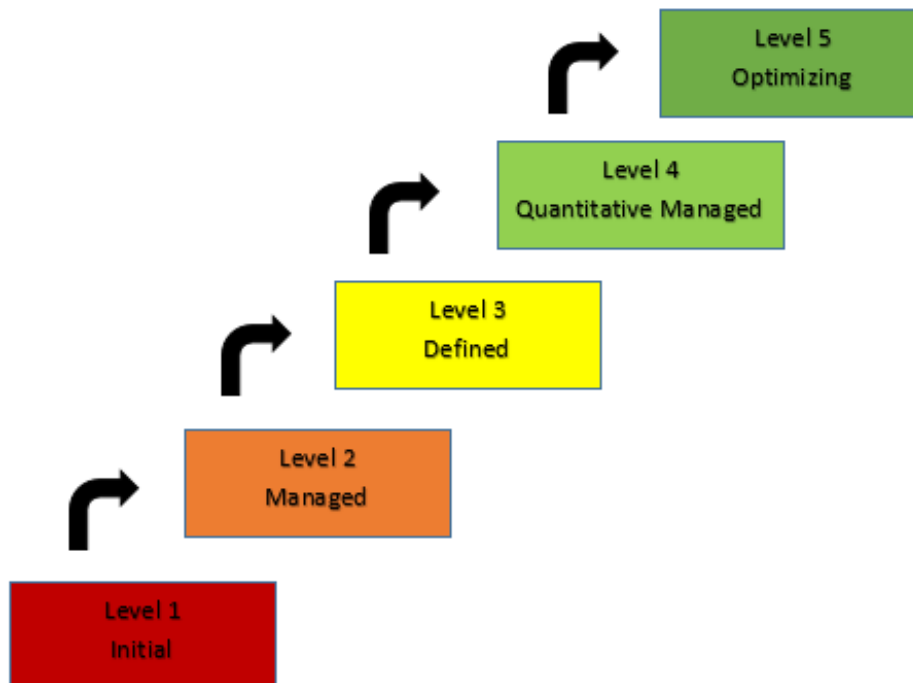 Level 5
Optimizing
Level 4
Quantitative Managed
Level 3
Defined
Level 2
Managed
Level 1
Initial